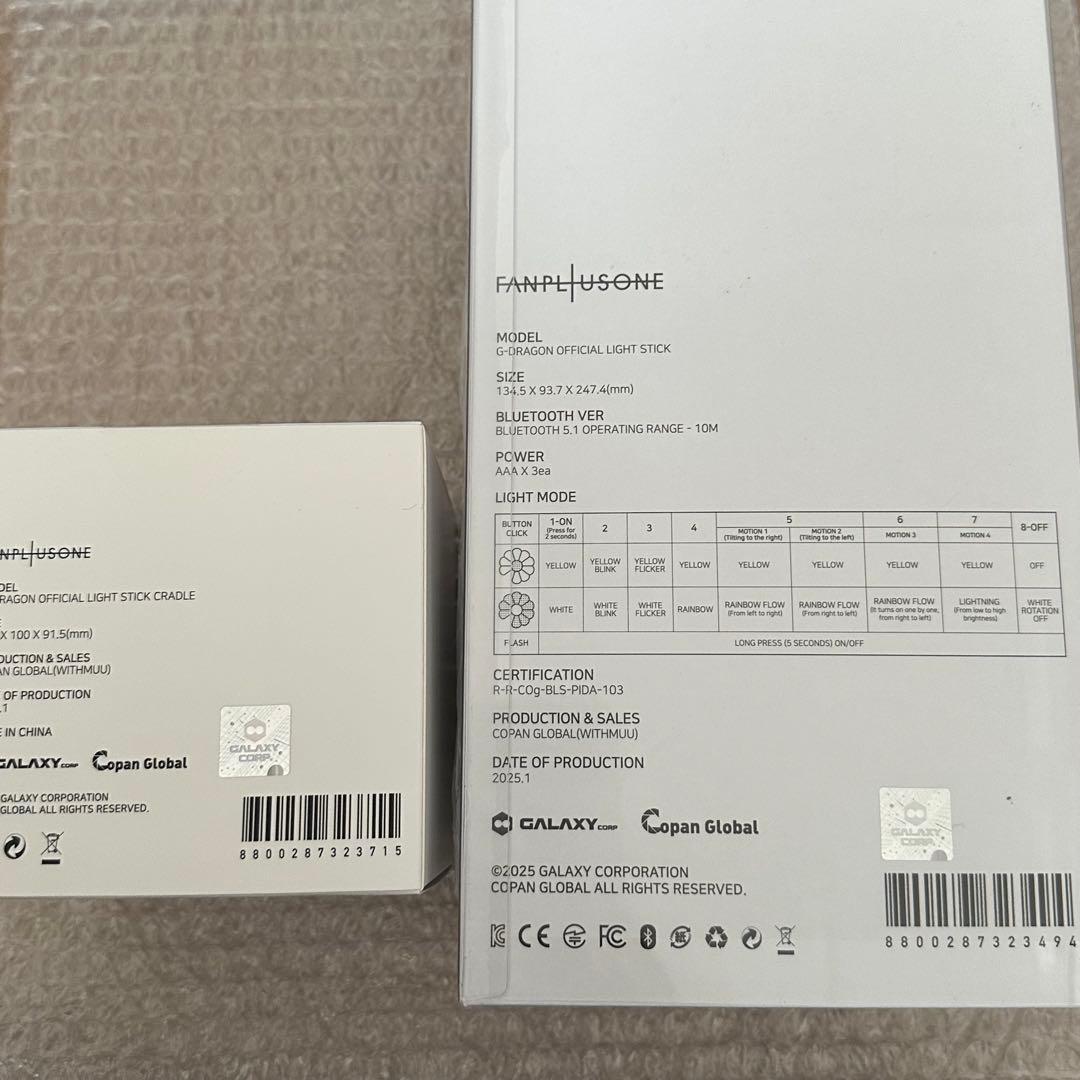 NPLUSONE
DEL
RAGON OFFICIAL LIGHT STICK CRADLE
X 100 X 91.5(mm)
DUCTION & SALES
AN GLOBAL(WITHMUU)
OF PRODUCTION
.1
E IN CHINA
GALAXY CORP
Copan Global
GALAXY CORP.
GALAXY CORPORATION
GLOBAL ALL RIGHTS RESERVED.
8800287323715
FANPLUSONE
MODEL
G-DRAGON OFFICIAL LIGHT STICK
SIZE
134.5 X 93.7 X 247.4(mm)
BLUETOOTH VER
BLUETOOTH 5.1 OPERATING RANGE - 10M
POWER
AAA X 3ea
LIGHT MODE
BUTTON CLICK 1-ON (Press for 2 seconds) 2 3 4 5 MOTION 1 (Tilting to the right) MOTION 2 (Tilting to the left) 6 MOTION 3 7 MOTION 4 8-OFF
YELLOW YELLOW BLINK YELLOW FLICKER YELLOW YELLOW YELLOW YELLOW YELLOW OFF
WHITE WHITE BLINK WHITE FLICKER RAINBOW RAINBOW FLOW (From left to right) RAINBOW FLOW (From right to left) RAINBOW FLOW (It turns on one by one, from right to left) LIGHTNING (From low to high brightness) WHITE ROTATION OFF
FLASH LONG PRESS (5 SECONDS) ON/OFF
CERTIFICATION
R-R-COg-BLS-PIDA-103
PRODUCTION & SALES
COPAN GLOBAL(WITHMUU)
DATE OF PRODUCTION
2025.1
GALAXY CORP
Copan Global
GALAXY CORP.
©2025 GALAXY CORPORATION
COPAN GLOBAL ALL RIGHTS RESERVED.
CE FC
8800287323494